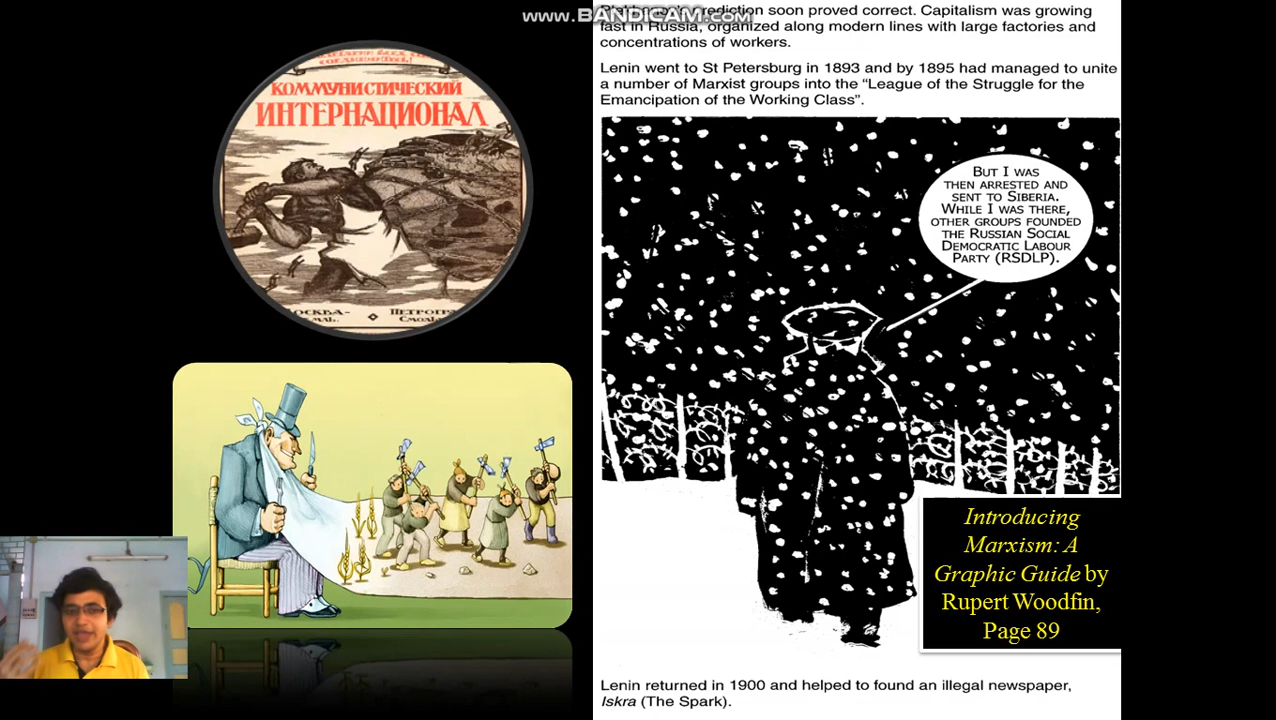 www.BANDICAM.com
prediction soon proved correct. Capitalism was growing
fast in Russia, organized along modern lines with large factories and
concentrations of workers.
Lenin went to St Petersburg in 1893 and by 1895 had managed to unite
a number of Marxist groups into the “League of the Struggle for the
Emancipation of the Working Class”.
КОММУНИСТИЧЕСКИЙ
ИНТЕРНАЦИОНАЛ
BUT I WAS
THEN ARRESTED AND
SENT TO SIBERIA.
WHILE I WAS THERE,
OTHER GROUPS FOUNDED
THE RUSSIAN SOCIAL
DEMOCRATIC LABOUR
PARTY (RSDLP).
Introducing
Marxism: A
Graphic Guide by
Rupert Woodfin,
Page 89
Lenin returned in 1900 and helped to found an illegal newspaper,
Iskra (The Spark).